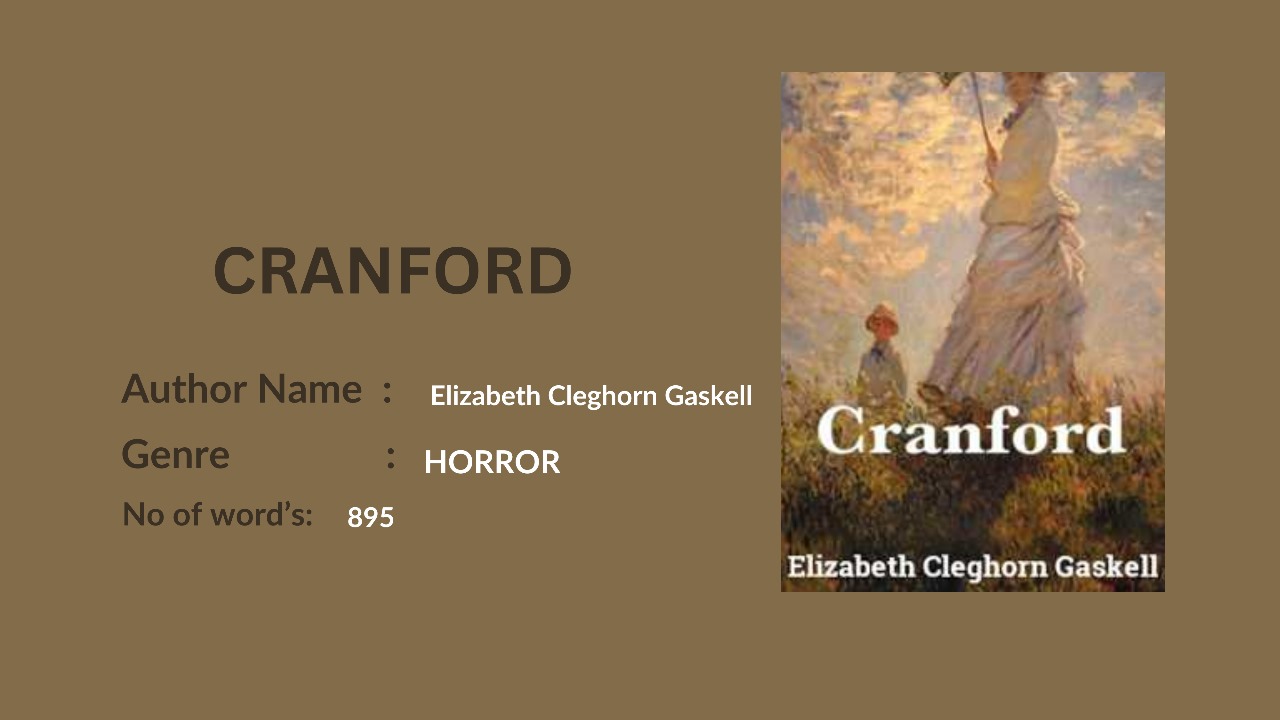 CRANFORD
Author Name : Elizabeth Cleghorn Gaskell
Genre : HORROR
No of word’s: 895
Cranford
Elizabeth Cleghorn Gaskell